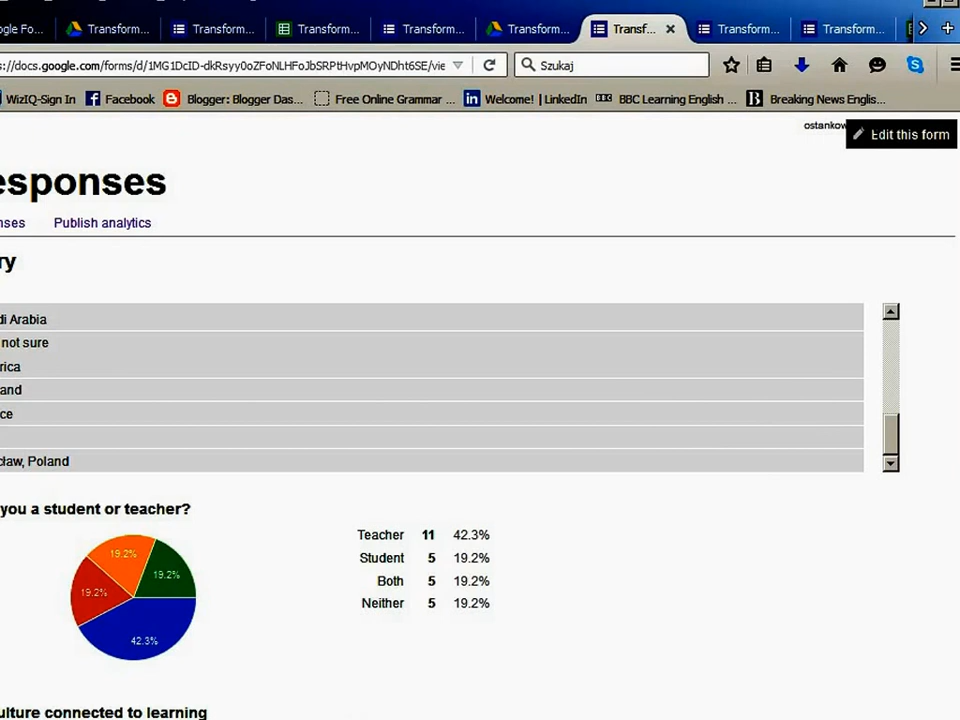 gle Fo... Transform... Transform... Transform... Transform... Transform... Transf... × Transform... Transform...
s://docs.google.com/forms/d/1MG1DcID-dkRsyy0oZFoNLHFoJbSRPtHvpMOyNDht6SE/vie Szukaj
WizIQ-Sign In Facebook Blogger: Blogger Das... Free Online Grammar ... Welcome! | LinkedIn BBC Learning English ... Breaking News Englis...
ostankow Edit this form
esponses
nses Publish analytics
ry
di Arabia
not sure
rica
and
ce
cław, Poland
you a student or teacher?
Teacher 11 42.3%
Student 5 19.2%
Both 5 19.2%
Neither 5 19.2%
19.2%
19.2%
19.2%
42.3%
ulture connected to learning